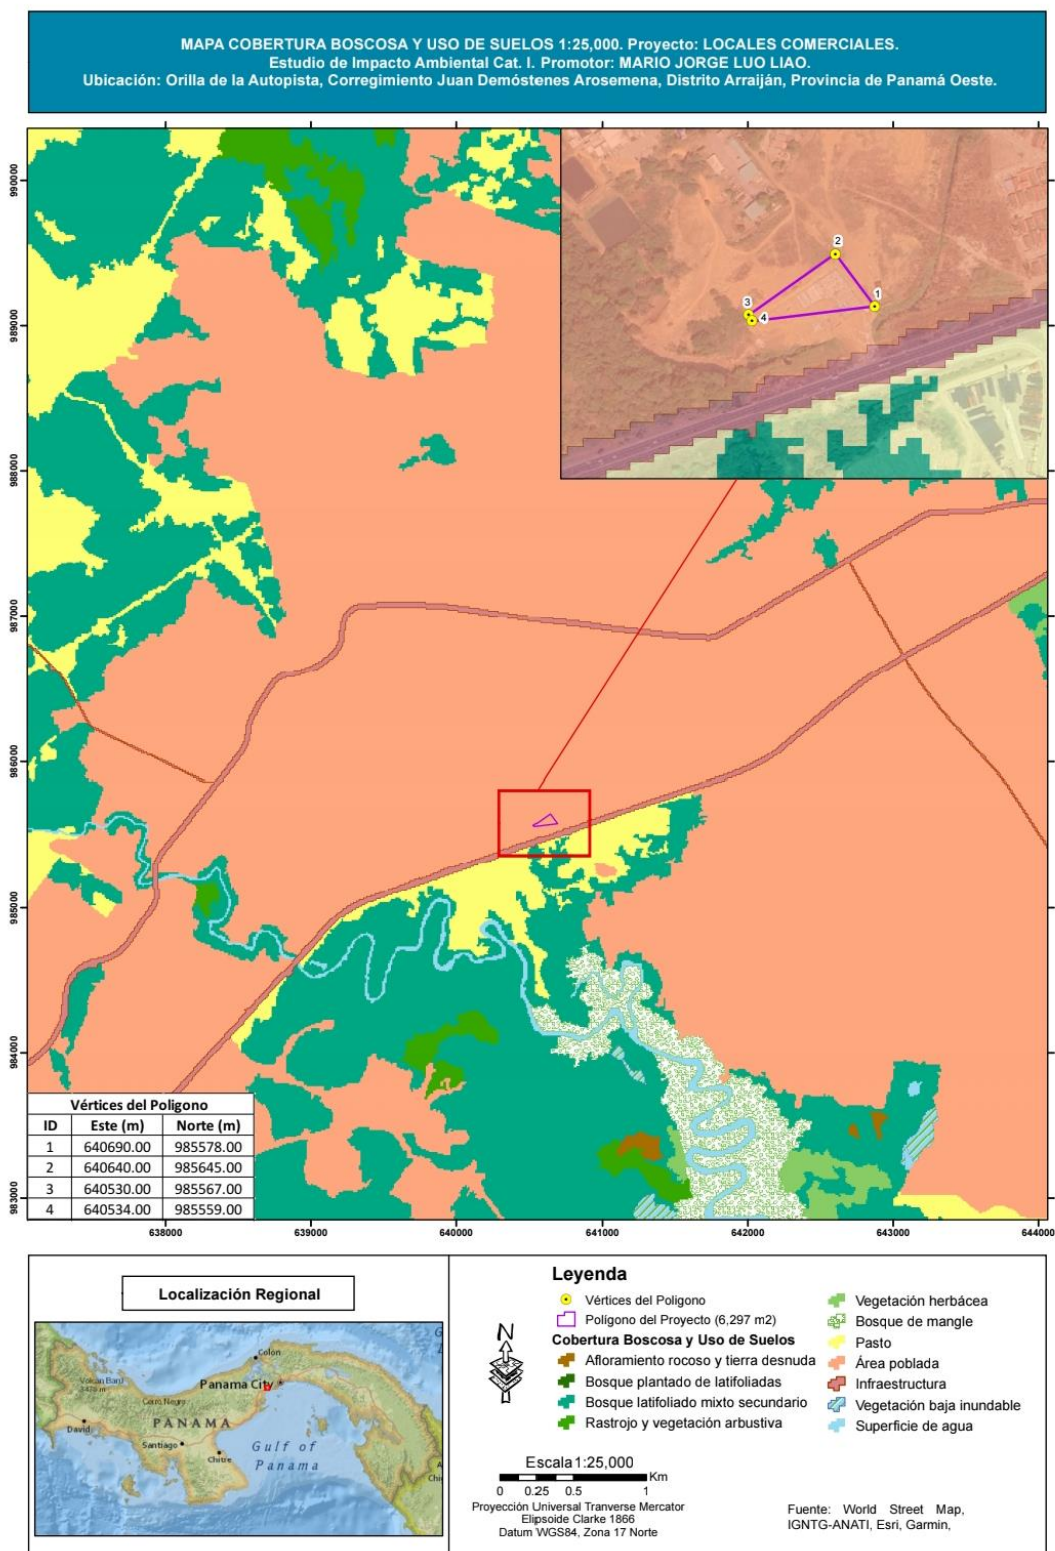 MAPA COBERTURA BOSCOSA Y USO DE SUELOS 1:25,000. Proyecto: LOCALES COMERCIALES.
Estudio de Impacto Ambiental Cat. I. Promotor: MARIO JORGE LUO LIAO.
Ubicación: Orilla de la Autopista, Corregimiento Juan Demóstenes Arosemena, Distrito Arraiján, Provincia de Panamá Oeste.
990000
989000
988000
987000
986000
985000
984000
983000
2
1
3
4
Vértices del Poligono
ID Este (m) Norte (m)
1 640690.00 985578.00
2 640640.00 985645.00
3 640530.00 985567.00
4 640534.00 985559.00
638000 639000 640000 641000 642000 643000 644000
Localización Regional
Colon
Panama City
Volcan Baru
3475 m
Cerro Negro
PANAMA
David
Santiago
Chitre
Gulf of
Panama
N
Leyenda
Vértices del Poligono
Polígono del Proyecto (6,297 m2)
Cobertura Boscosa y Uso de Suelos
Afloramiento rocoso y tierra desnuda
Bosque plantado de latifoliadas
Bosque latifoliado mixto secundario
Rastrojo y vegetación arbustiva
Vegetación herbácea
Bosque de mangle
Pasto
Área poblada
Infraestructura
Vegetación baja inundable
Superficie de agua
Escala 1:25,000
Km
0 0.25 0.5 1
Proyección Universal Tranverse Mercator
Elipsoide Clarke 1866
Datum WGS84, Zona 17 Norte
Fuente: World Street Map,
IGNTG-ANATI, Esri, Garmin,